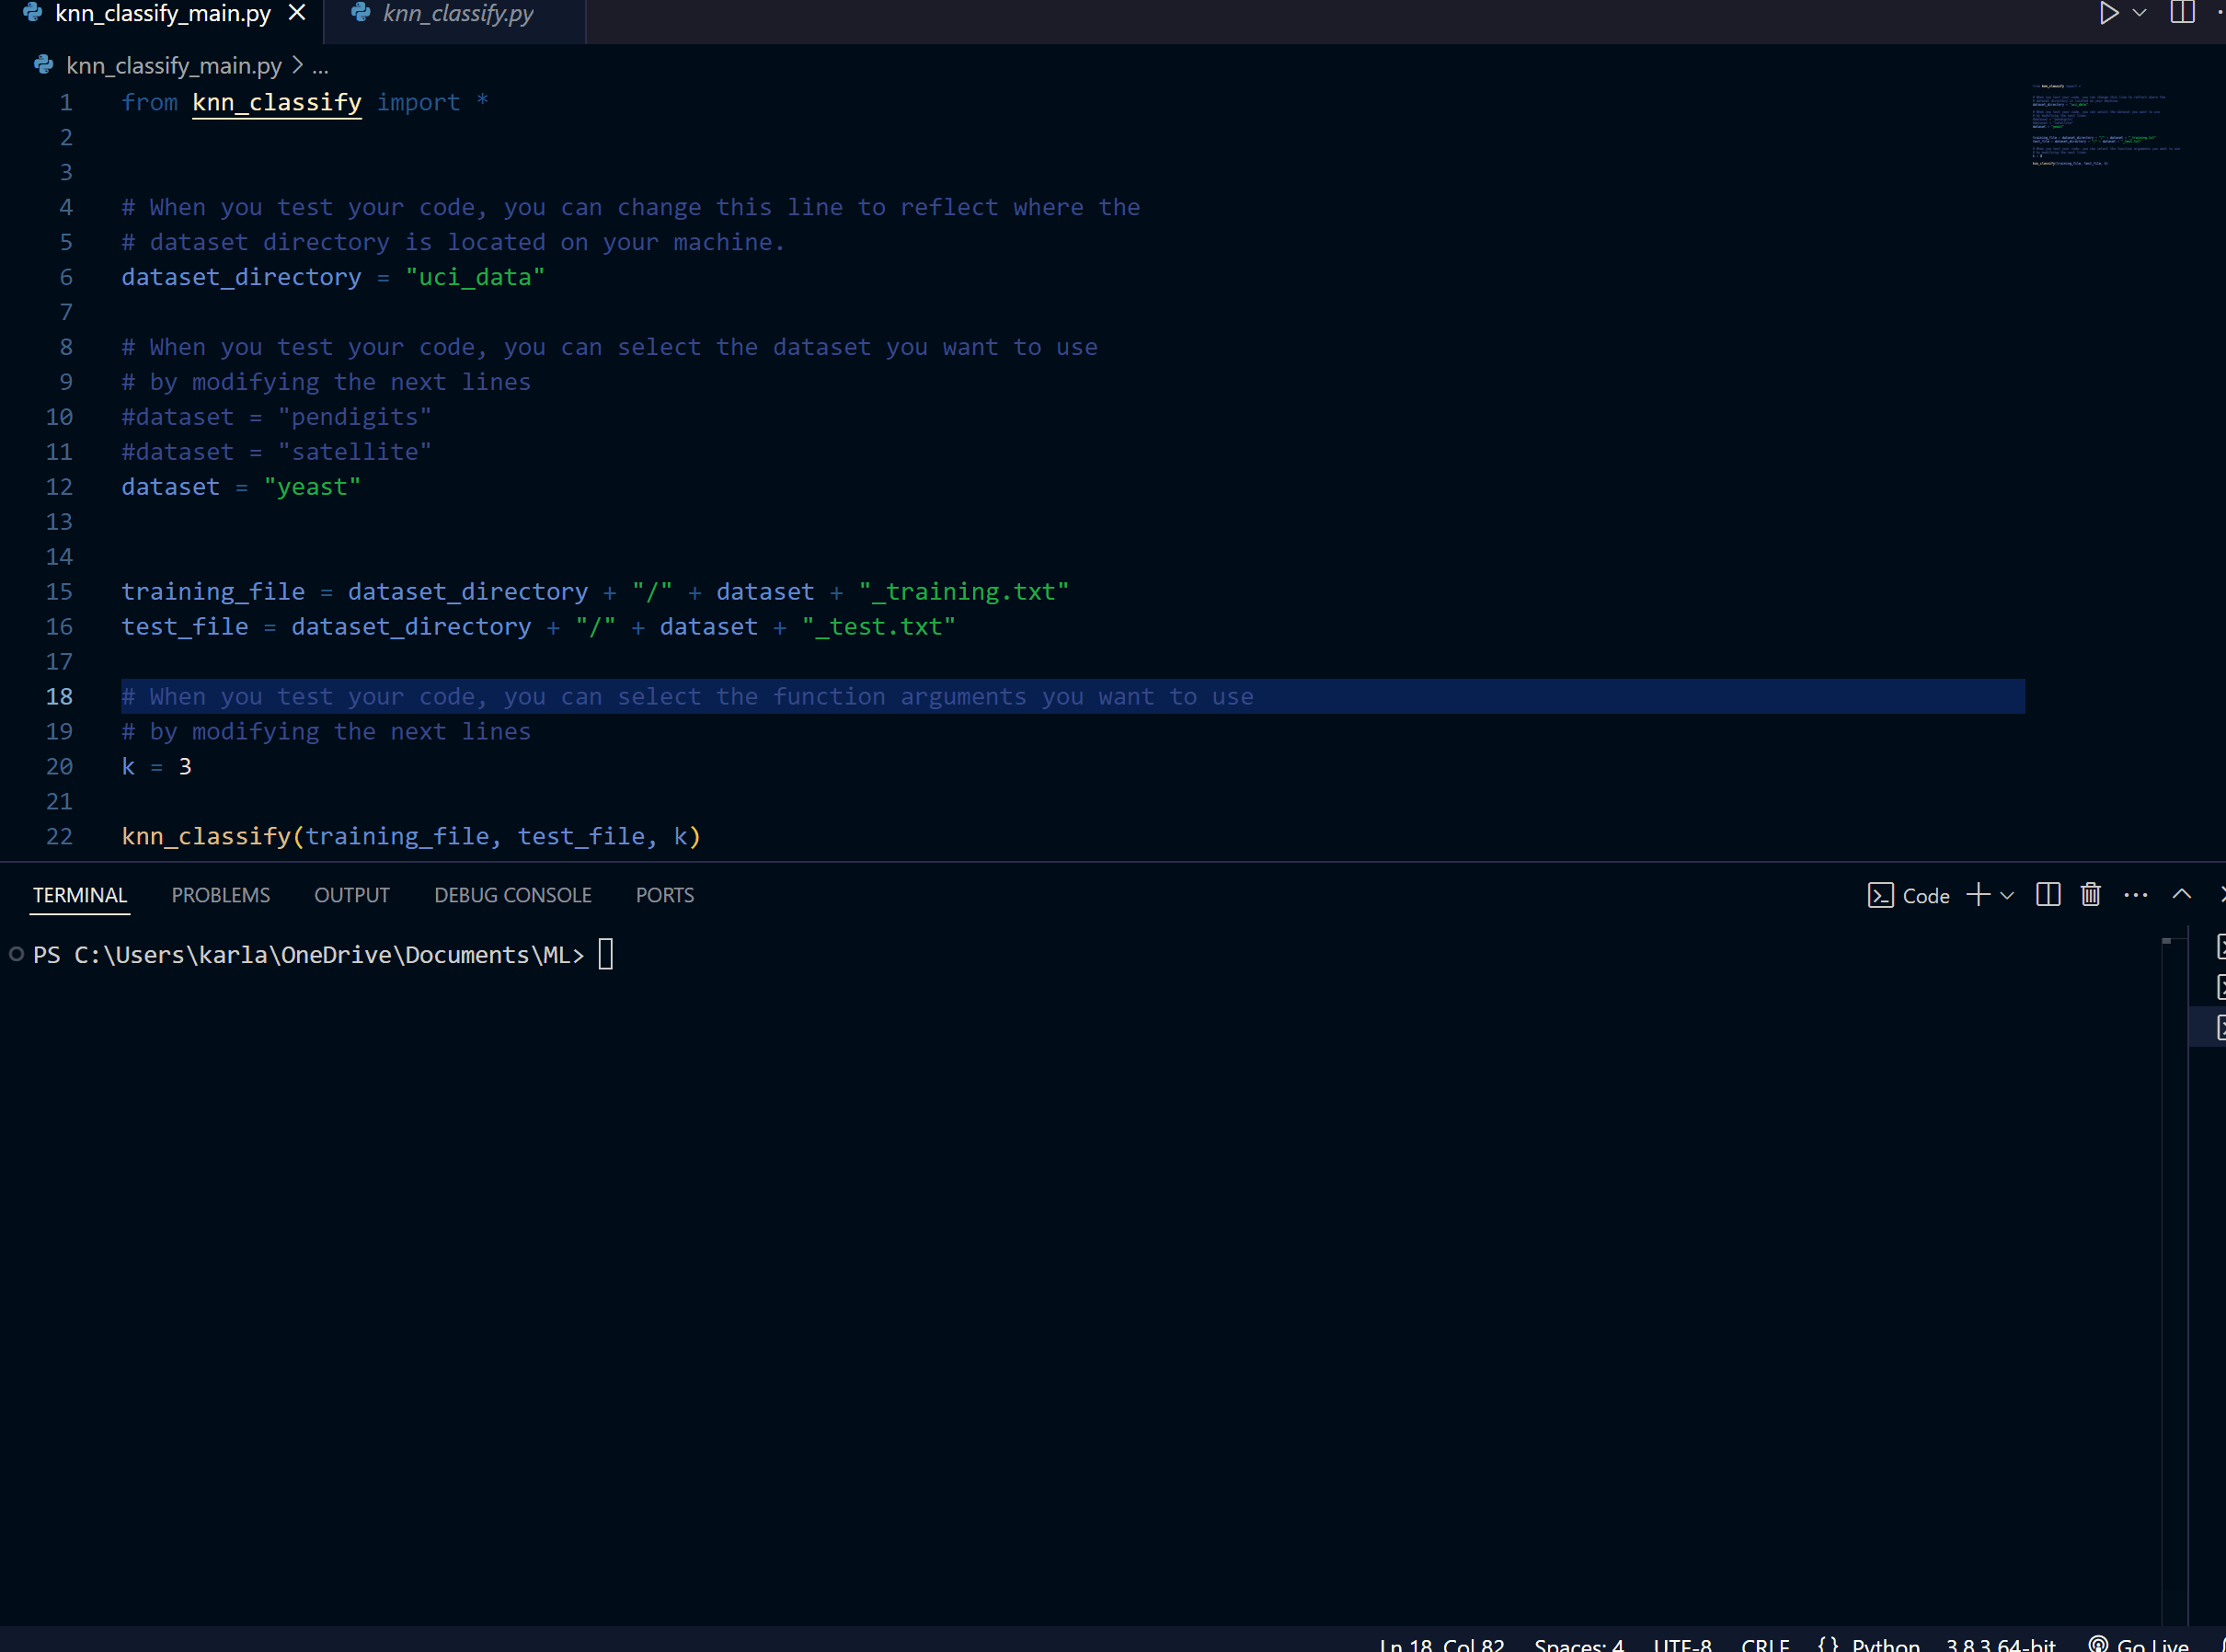 knn_classify_main.py
knn_classify.py
knn_classify_main.py > ...
1 from knn_classify import *
2
3
4 # When you test your code, you can change this line to reflect where the
5 # dataset directory is located on your machine.
6 dataset_directory = "uci_data"
7
8 # When you test your code, you can select the dataset you want to use
9 # by modifying the next lines
10 #dataset = "pendigits"
11 #dataset = "satellite"
12 dataset = "yeast"
13
14
15 training_file = dataset_directory + "/" + dataset + "_training.txt"
16 test_file = dataset_directory + "/" + dataset + "_test.txt"
17
18 # When you test your code, you can select the function arguments you want to use
19 # by modifying the next lines
20 k = 3
21
22 knn_classify(training_file, test_file, k)
TERMINAL PROBLEMS OUTPUT DEBUG CONSOLE PORTS Code
PS C:\Users\karla\OneDrive\Documents\ML>
Ln 18, Col 82 Spaces: 4 UTF-8 CRLF {} Python 3.8.3 64-bit Go Live